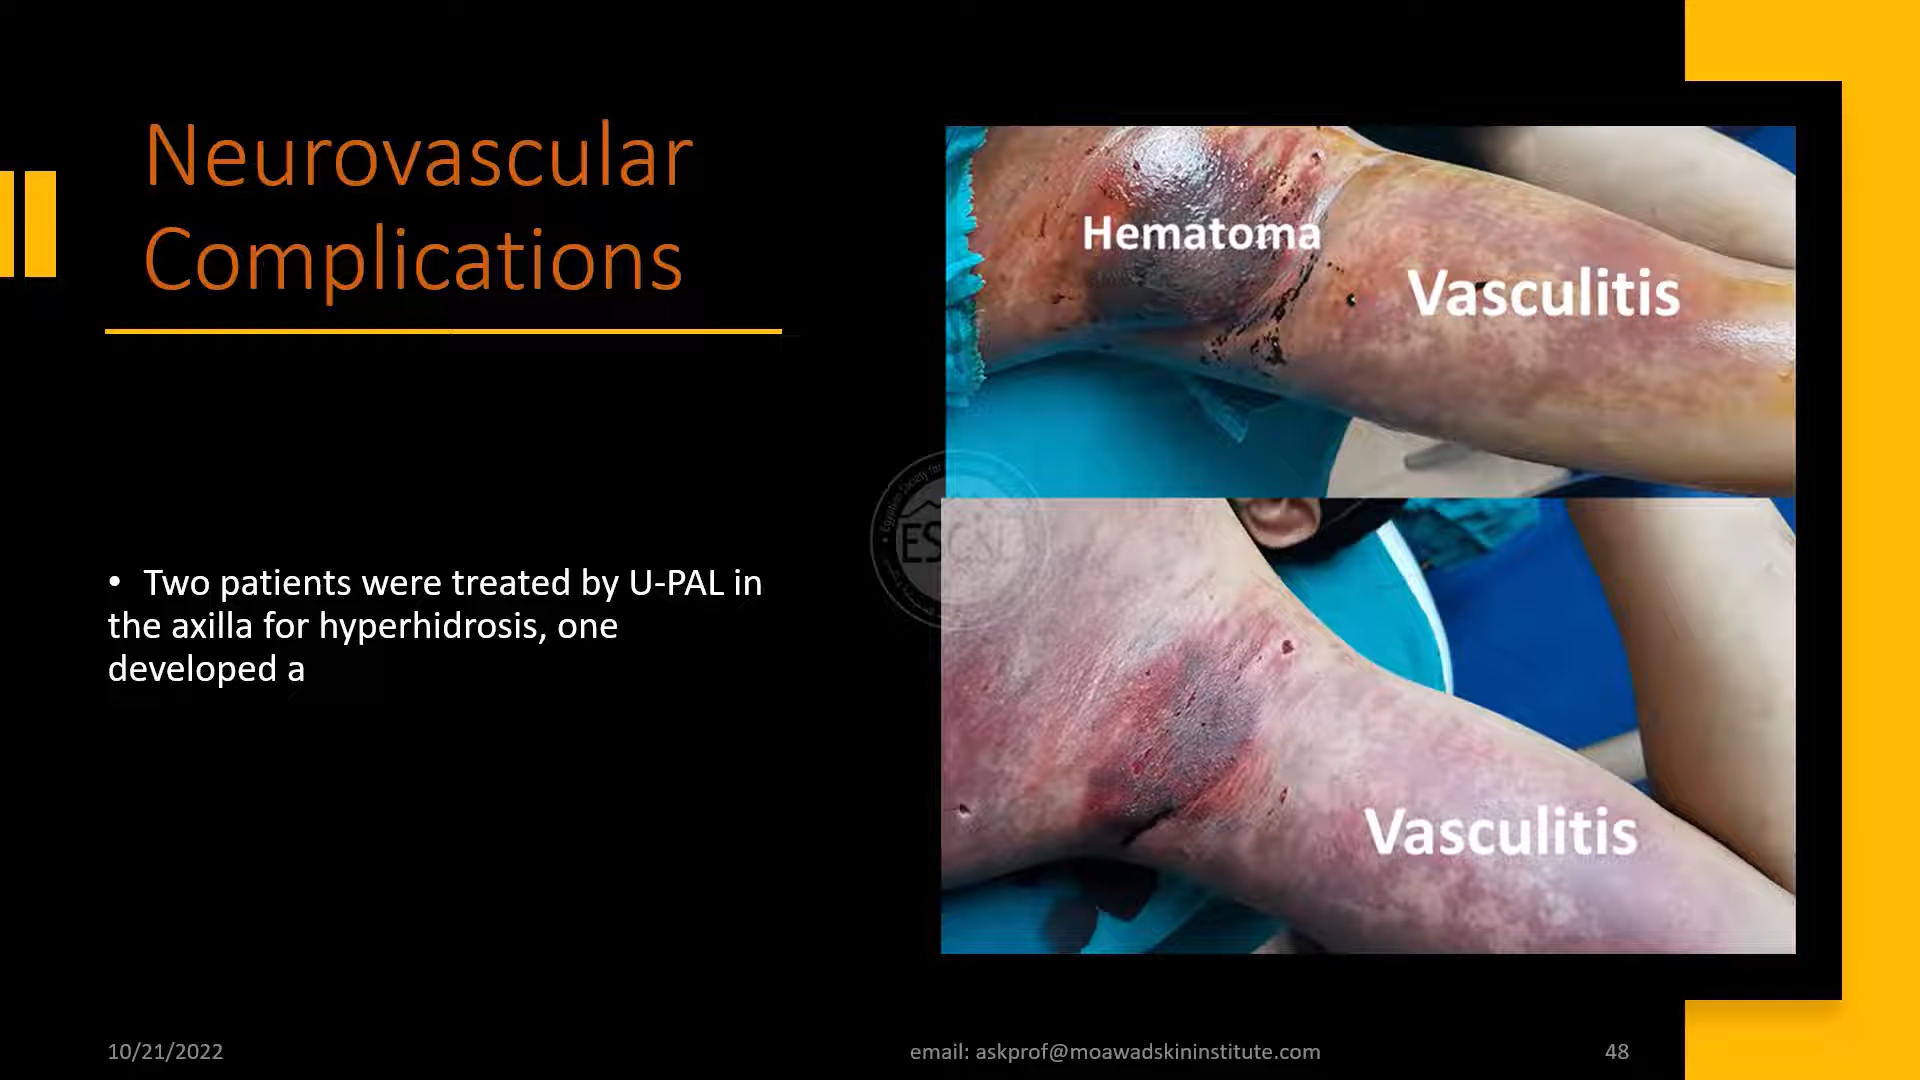 Neurovascular
Complications
• Two patients were treated by U-PAL in
the axilla for hyperhidrosis, one
developed a
Hematoma
Vasculitis
Vasculitis
10/21/2022
email: askprof@moawadskininstitute.com
48